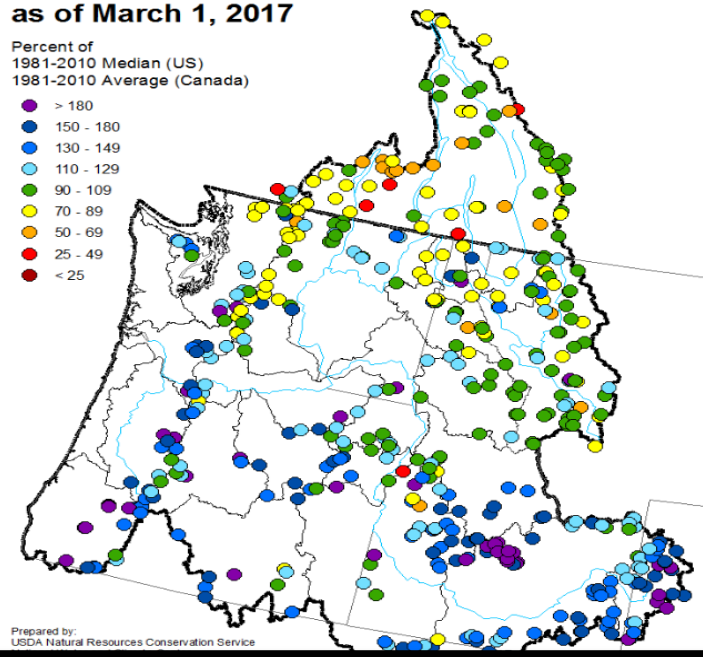 as of March 1, 2017
Percent of
1981-2010 Median (US)
1981-2010 Average (Canada)
> 180
150 - 180
130 - 149
110 - 129
90 - 109
70 - 89
50 - 69
25 - 49
< 25
Prepared by:
USDA Natural Resources Conservation Service